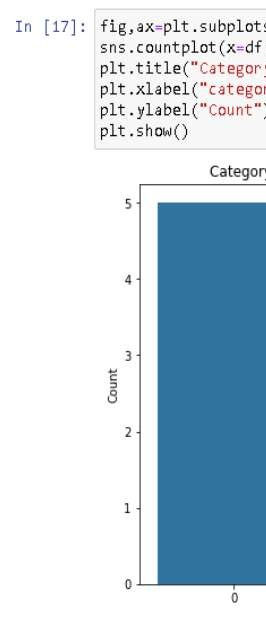 In [17]: fig,ax=plt.subplots
sns.countplot(x=df
plt.title("Category
plt.xlabel("categor
plt.ylabel("Count")
plt.show()
Category
5
4
3
Count
2
1
0
0